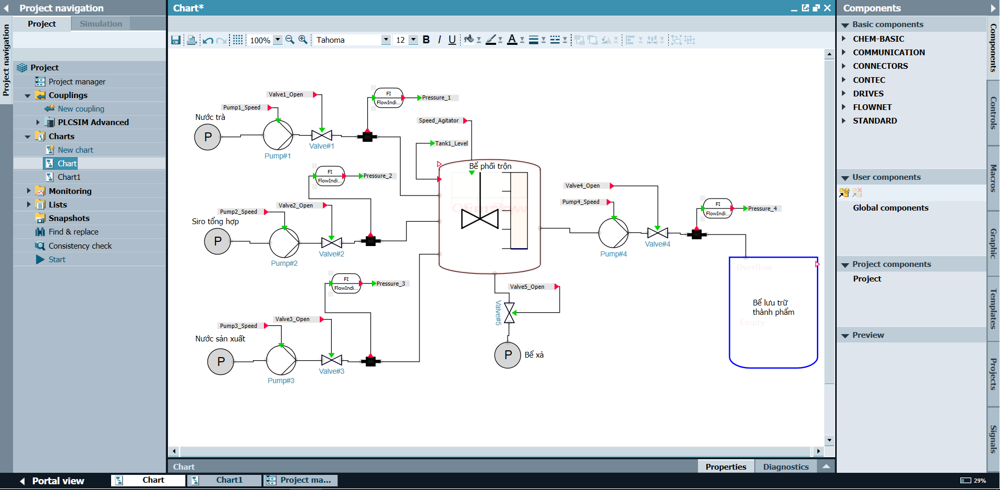 Project navigation
Project
Simulation
Project navigation
Project
Project manager
Couplings
New coupling
PLCSIM Advanced
Charts
New chart
Chart
Chart1
Monitoring
Lists
Snapshots
Find & replace
Consistency check
Start
Chart*
100%
Tahoma
12
B
I
U
A
Valve1_Open
Pump1_Speed
Nước trà
P
Pump#1
Valve#1
FI
FlowIndi...
Pressure_1
Speed_Agitator
Tank1_Level
Bể phối trộn
Overflow
FI
FlowIndi...
Pressure_2
Valve2_Open
Pump2_Speed
Siro tổng hợp
P
Pump#2
Valve#2
FI
FlowIndi...
Pressure_3
Valve3_Open
Pump3_Speed
Nước sản xuất
P
Pump#3
Valve#3
Valve4_Open
Pump4_Speed
Pump#4
Valve#4
FI
FlowIndi...
Pressure_4
Overflow
Bể lưu trữ
thành phẩm
Empty
Valve5_Open
Valve#5
P
Bể xả
Chart
Properties
Diagnostics
Components
Basic components
CHEM-BASIC
COMMUNICATION
CONNECTORS
CONTEC
DRIVES
FLOWNET
STANDARD
User components
Global components
Project components
Project
Preview
Components
Controls
Macros
Graphic
Templates
Projects
Signals
Portal view
Chart
Chart1
Project ma...
29%